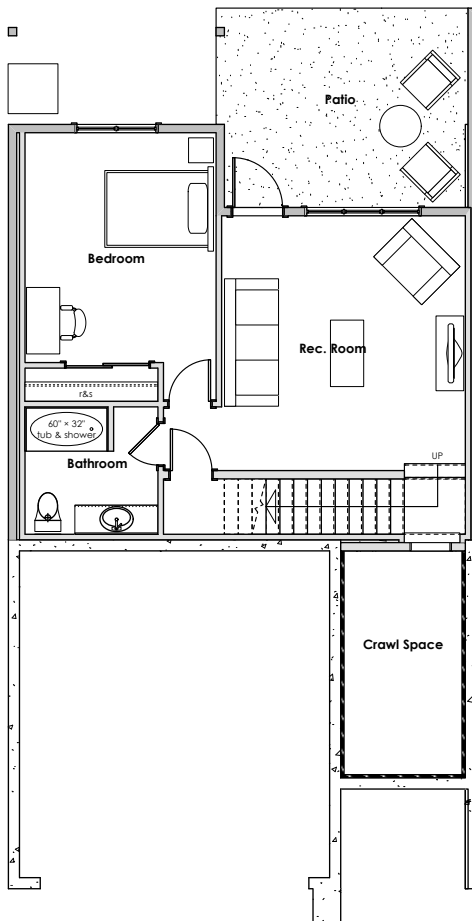 Patio
Bedroom
Rec. Room
r&s
60" × 32"
tub & shower
Bathroom
UP
Crawl Space